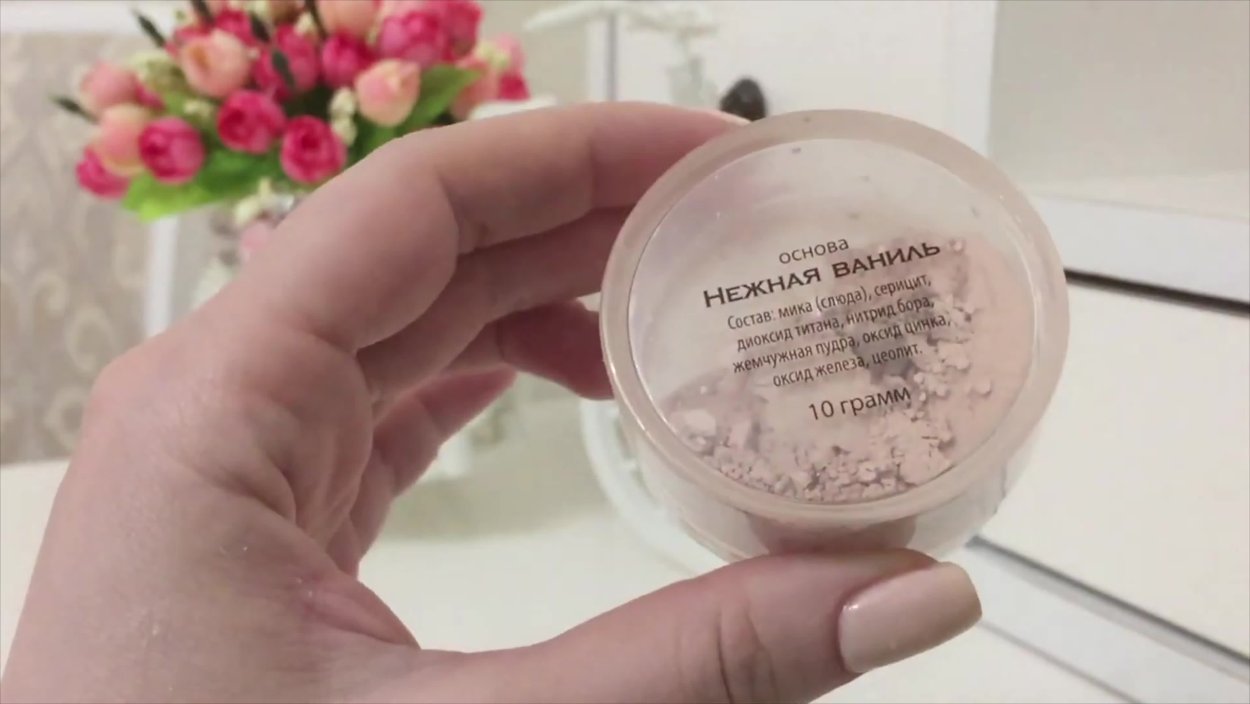 основа
Нежная ваниль
Состав: мика (слюда), серицит,
диоксид титана, нитрид бора,
жемчужная пудра, оксид цинка,
оксид железа, цеолит.
10 грамм